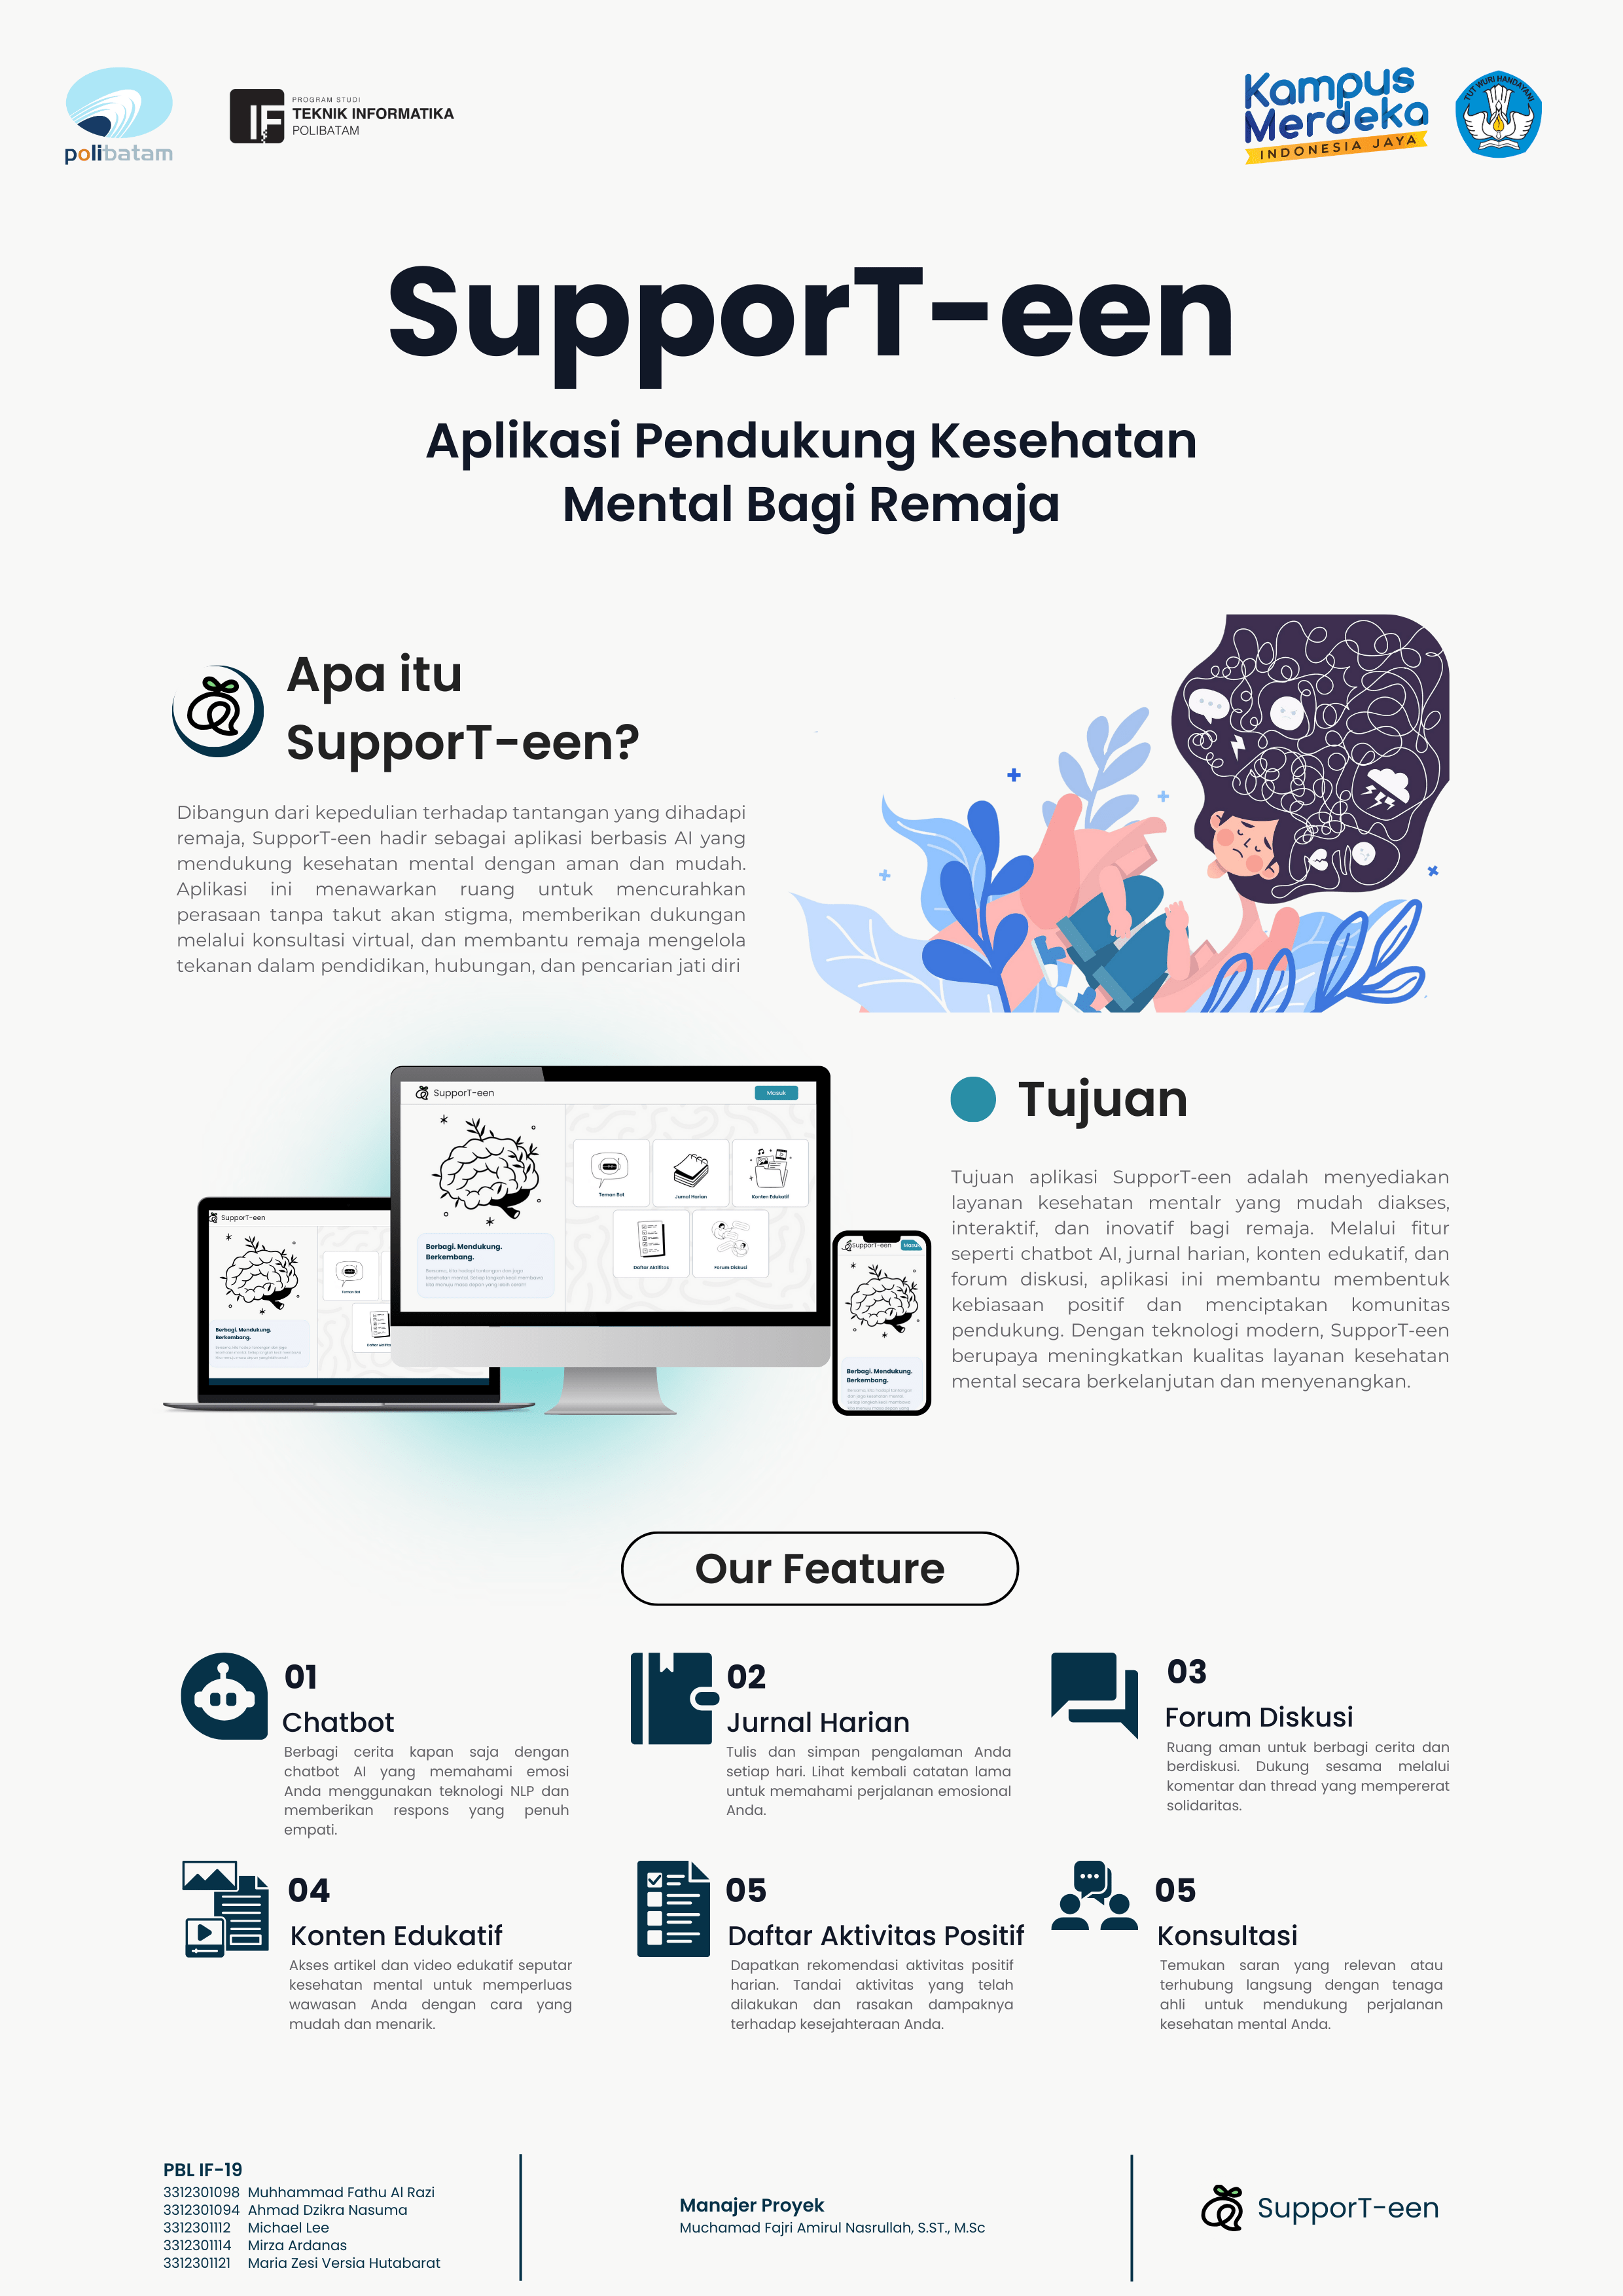 polibatam
PROGRAM STUDI
TEKNIK INFORMATIKA
POLIBATAM
Kampus
Merdeka
INDONESIA JAYA
TUT WURI HANDAYANI
SupporT-een
Aplikasi Pendukung Kesehatan
Mental Bagi Remaja
Apa itu
SupporT-een?
Dibangun dari kepedulian terhadap tantangan yang dihadapi
remaja, SupporT-een hadir sebagai aplikasi berbasis AI yang
mendukung kesehatan mental dengan aman dan mudah.
Aplikasi ini menawarkan ruang untuk mencurahkan
perasaan tanpa takut akan stigma, memberikan dukungan
melalui konsultasi virtual, dan membantu remaja mengelola
tekanan dalam pendidikan, hubungan, dan pencarian jati diri
SupporT-een
Masuk
Teman Bot
Jurnal Harian
Konten Edukatif
Daftar Aktifitas
Forum Diskusi
Berbagi. Mendukung.
Berkembang.
SupporT-een
Teman Bot
Berbagi. Mendukung.
Berkembang.
SupporT-een
Berbagi. Mendukung.
Berkembang.
Tujuan
Tujuan aplikasi SupporT-een adalah menyediakan
layanan kesehatan mentalr yang mudah diakses,
interaktif, dan inovatif bagi remaja. Melalui fitur
seperti chatbot AI, jurnal harian, konten edukatif, dan
forum diskusi, aplikasi ini membantu membentuk
kebiasaan positif dan menciptakan komunitas
pendukung. Dengan teknologi modern, SupporT-een
berupaya meningkatkan kualitas layanan kesehatan
mental secara berkelanjutan dan menyenangkan.
Our Feature
01
Chatbot
Berbagi cerita kapan saja dengan
chatbot AI yang memahami emosi
Anda menggunakan teknologi NLP dan
memberikan respons yang penuh
empati.
02
Jurnal Harian
Tulis dan simpan pengalaman Anda
setiap hari. Lihat kembali catatan lama
untuk memahami perjalanan emosional
Anda.
03
Forum Diskusi
Ruang aman untuk berbagi cerita dan
berdiskusi. Dukung sesama melalui
komentar dan thread yang mempererat
solidaritas.
04
Konten Edukatif
Akses artikel dan video edukatif seputar
kesehatan mental untuk memperluas
wawasan Anda dengan cara yang
mudah dan menarik.
05
Daftar Aktivitas Positif
Dapatkan rekomendasi aktivitas positif
harian. Tandai aktivitas yang telah
dilakukan dan rasakan dampaknya
terhadap kesejahteraan Anda.
05
Konsultasi
Temukan saran yang relevan atau
terhubung langsung dengan tenaga
ahli untuk mendukung perjalanan
kesehatan mental Anda.
PBL IF-19
3312301098 Muhhammad Fathu Al Razi
3312301094 Ahmad Dzikra Nasuma
3312301112 Michael Lee
3312301114 Mirza Ardanas
3312301121 Maria Zesi Versia Hutabarat
Manajer Proyek
Muchamad Fajri Amirul Nasrullah, S.ST., M.Sc
SupporT-een